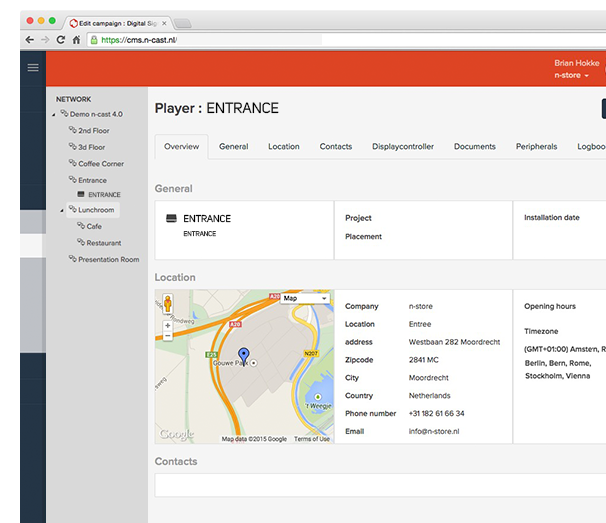 Edit campaign : Digital Sig
https://cms.n-cast.nl/
Brian Hokke
n-store
NETWORK
Demo n-cast 4.0
2nd Floor
3d Floor
Coffee Corner
Entrance
ENTRANCE
Lunchroom
Cafe
Restaurant
Presentation Room
Player : ENTRANCE
Overview General Location Contacts Displaycontroller Documents Peripherals Logboo
General
ENTRANCE
ENTRANCE
Project
Placement
Installation date
Location
Map
A20
A20
E25
N207
Gouwe Park
'T Weegje
Google
Map data ©2015 Google Terms of Use
Company n-store
Location Entree
address Westbaan 282 Moordrecht
Zipcode 2841 MC
City Moordrecht
Country Netherlands
Phone number +31 182 61 66 34
Email info@n-store.nl
Opening hours
Timezone
(GMT+01:00) Amstern, R
Berlin, Bern, Rome,
Stockholm, Vienna
Contacts